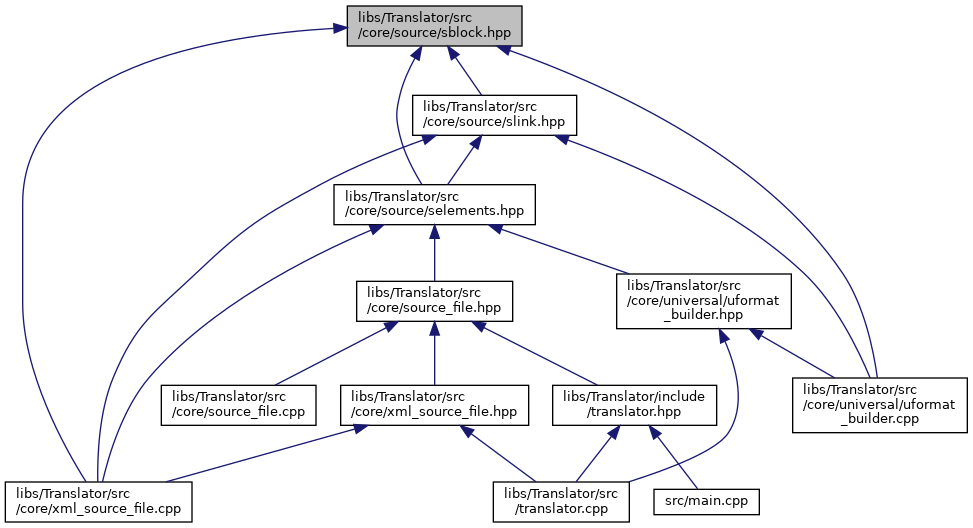 libs/Translator/src
/core/source/sblock.hpp
libs/Translator/src
/core/source/slink.hpp
libs/Translator/src
/core/source/selements.hpp
libs/Translator/src
/core/source_file.hpp
libs/Translator/src
/core/universal/uformat
_builder.hpp
libs/Translator/src
/core/source_file.cpp
libs/Translator/src
/core/xml_source_file.hpp
libs/Translator/include
/translator.hpp
libs/Translator/src
/core/universal/uformat
_builder.cpp
libs/Translator/src
/core/xml_source_file.cpp
libs/Translator/src
/translator.cpp
src/main.cpp